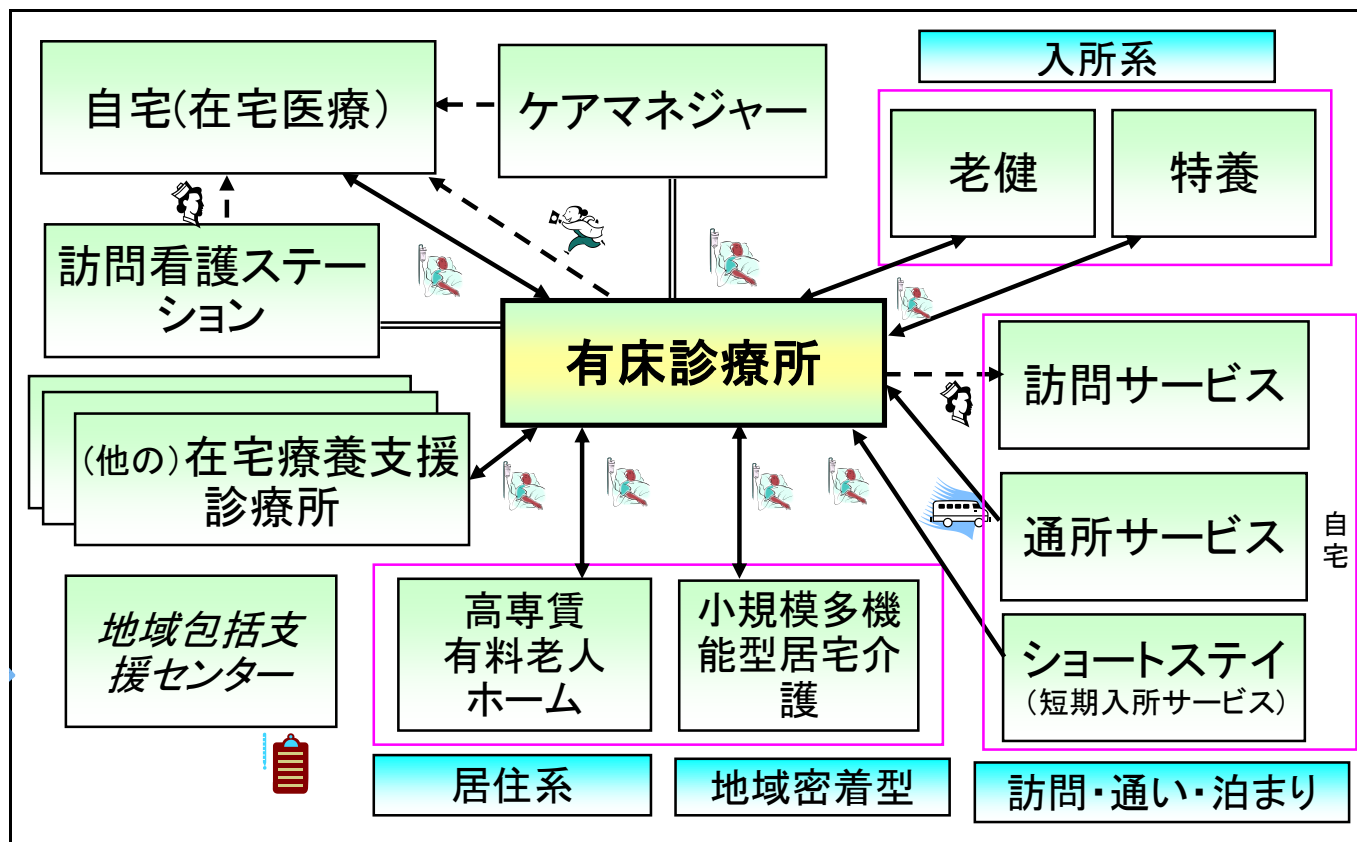 入所系
自宅(在宅医療)
ケアマネジャー
老健
特養
訪問看護ステー
ション
有床診療所
訪問サービス
(他の)在宅療養支援
診療所
通所サービス
自
宅
地域包括支
援センター
高専賃
有料老人
ホーム
小規模多機
能型居宅介
護
ショートステイ
(短期入所サービス)
居住系
地域密着型
訪問・通い・泊まり